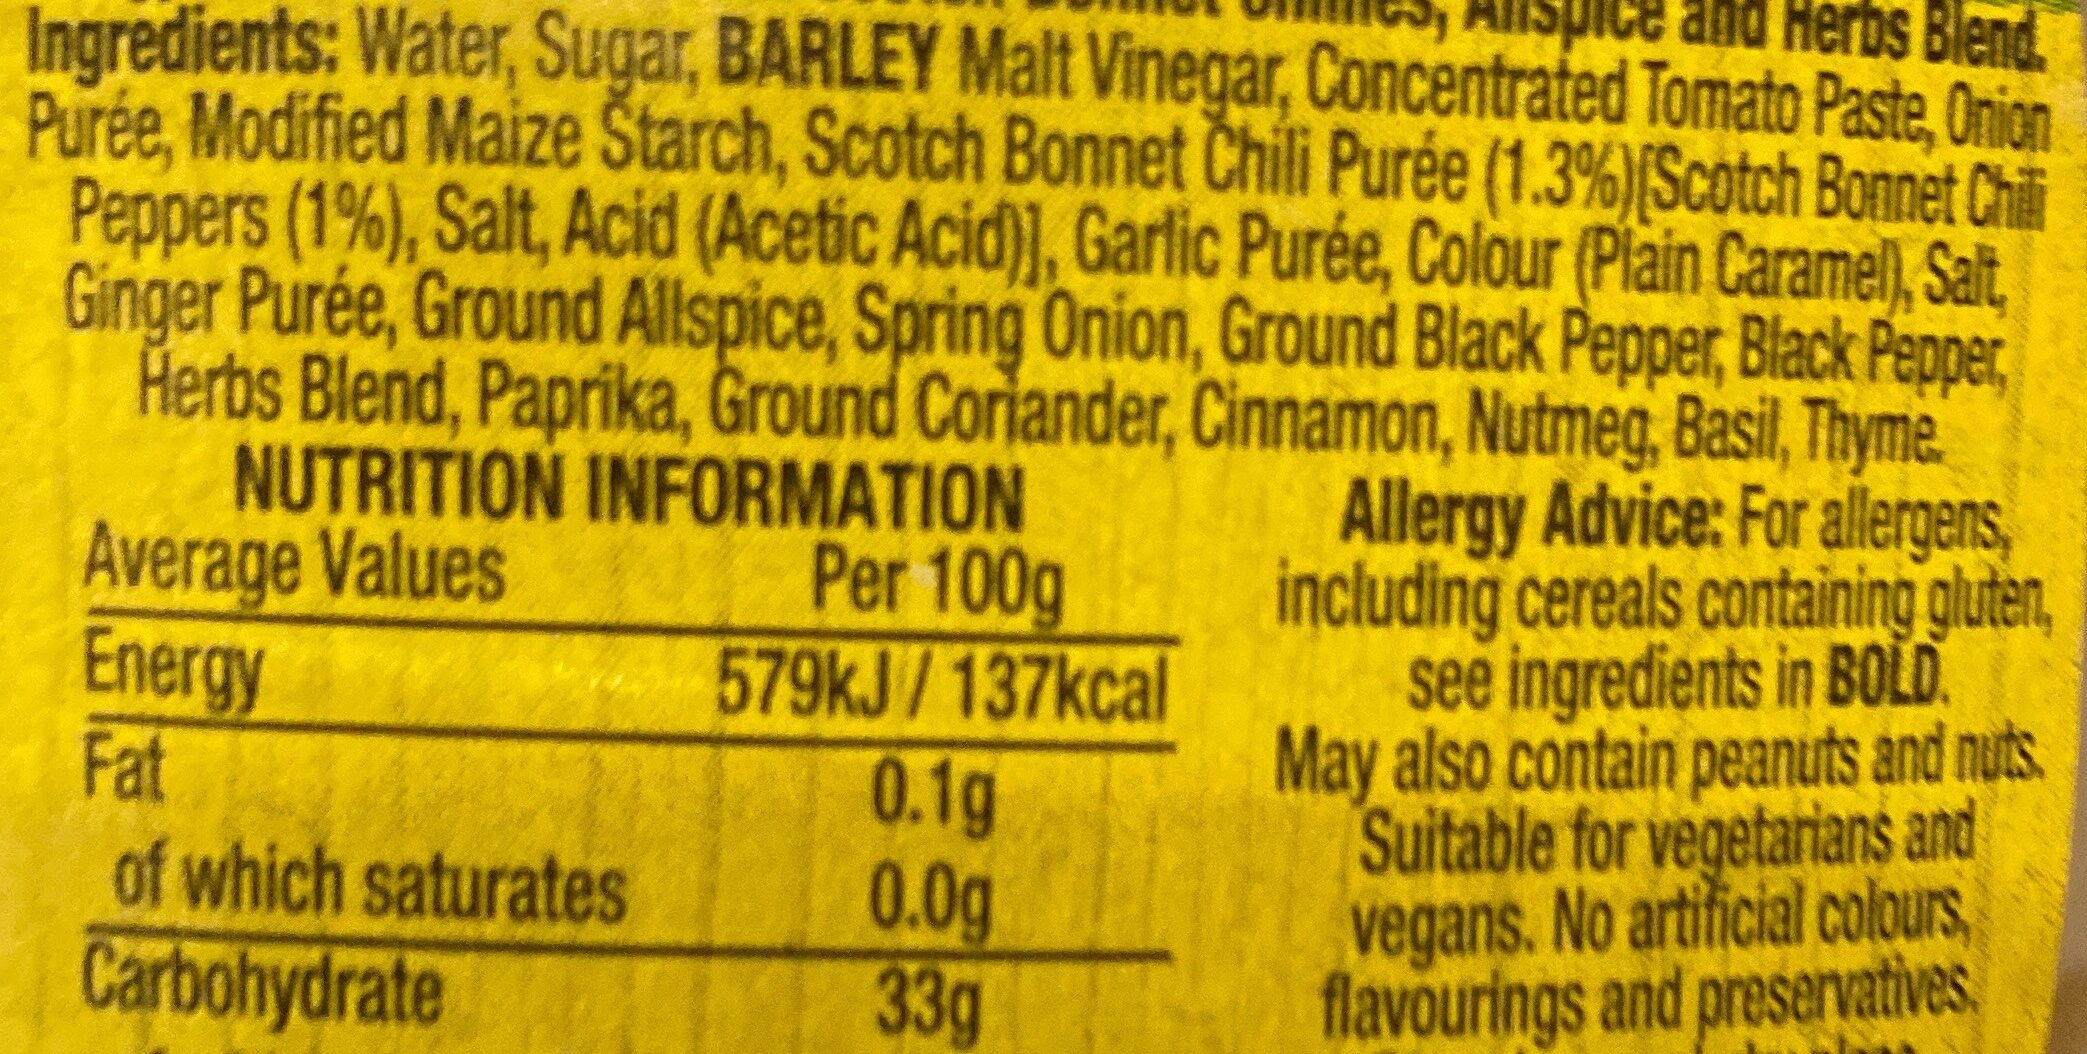 Allspice and Herbs Blend.
Ingredients: Water, Sugar, BARLEY Malt Vinegar, Concentrated Tomato Paste, Onion
Purée, Modified Maize Starch, Scotch Bonnet Chili Purée (1.3%)[Scotch Bonnet Chili
Peppers (1%), Salt, Acid (Acetic Acid)], Garlic Purée, Colour (Plain Caramel), Salt,
Ginger Purée, Ground Allspice, Spring Onion, Ground Black Pepper, Black Pepper,
Herbs Blend, Paprika, Ground Coriander, Cinnamon, Nutmeg, Basil, Thyme.
NUTRITION INFORMATION
Average Values Per 100g
Energy 579kJ / 137kcal
Fat 0.1g
of which saturates 0.0g
Carbohydrate 33g
Allergy Advice: For allergens,
including cereals containing gluten,
see ingredients in BOLD.
May also contain peanuts and nuts.
Suitable for vegetarians and
vegans. No artificial colours,
flavourings and preservatives.